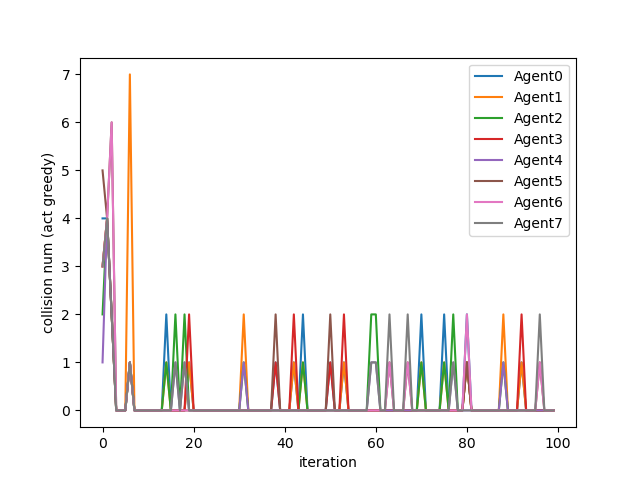 7
6
5
4
3
2
1
0
collision num (act greedy)
Agent0
Agent1
Agent2
Agent3
Agent4
Agent5
Agent6
Agent7
0 20 40 60 80 100
iteration